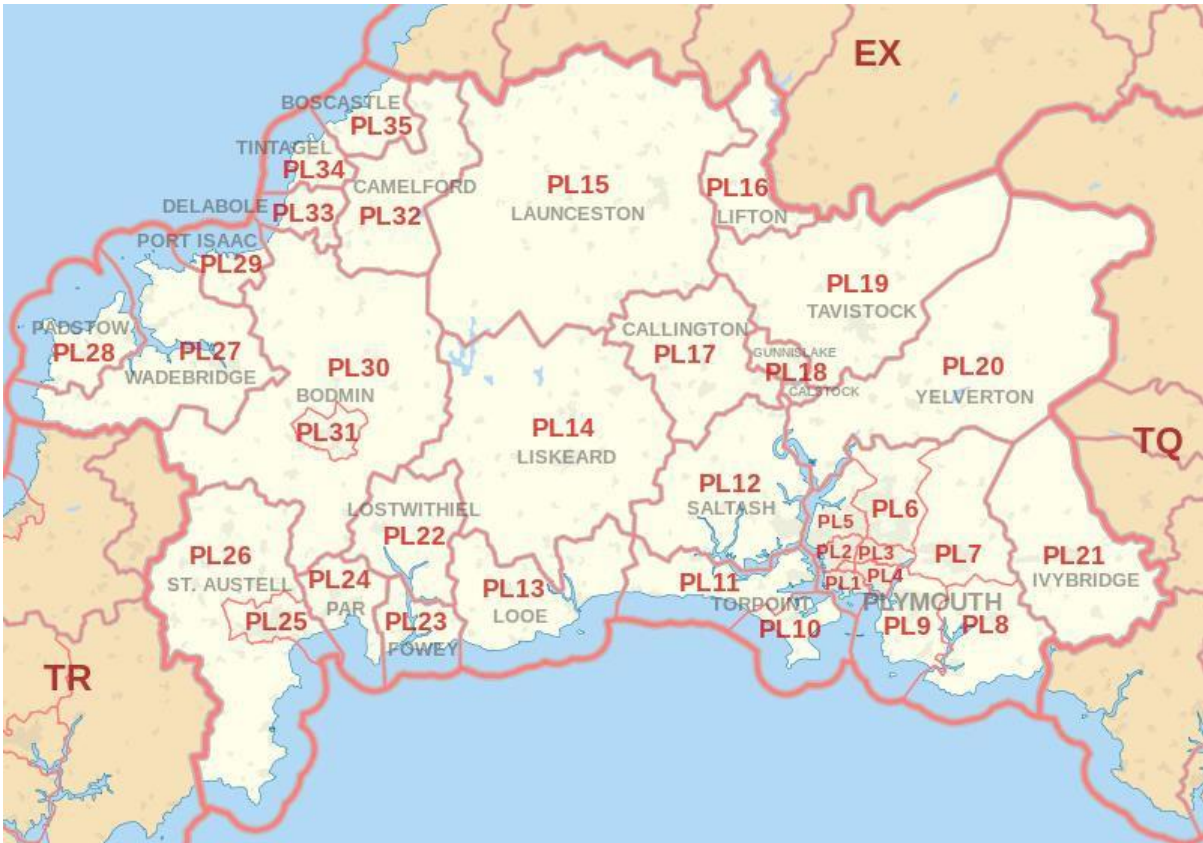 EX
BOSCASTLE
PL35
TINTAGEL
PL34
CAMELFORD
PL32
DELABOLE
PL33
PORT ISAAC
PL29
PL15
LAUNCESTON
PL16
LIFTON
PL19
TAVISTOCK
PADSTOW
PL28
PL27
WADEBRIDGE
PL30
BODMIN
PL31
CALLINGTON
PL17
GUNNISLAKE
PL18
CALSTOCK
PL20
YELVERTON
PL14
LISKEARD
TQ
PL12
SALTASH
LOSTWITHIEL
PL22
PL6
PL5
PL2
PL3
PL1
PL4
PL7
PL21
IVYBRIDGE
PL26
ST. AUSTELL
PL25
PL24
PAR
PL23
FOWEY
PL13
LOOE
PL11
TORPOINT
PL10
PLYMOUTH
PL9
PL8
TR